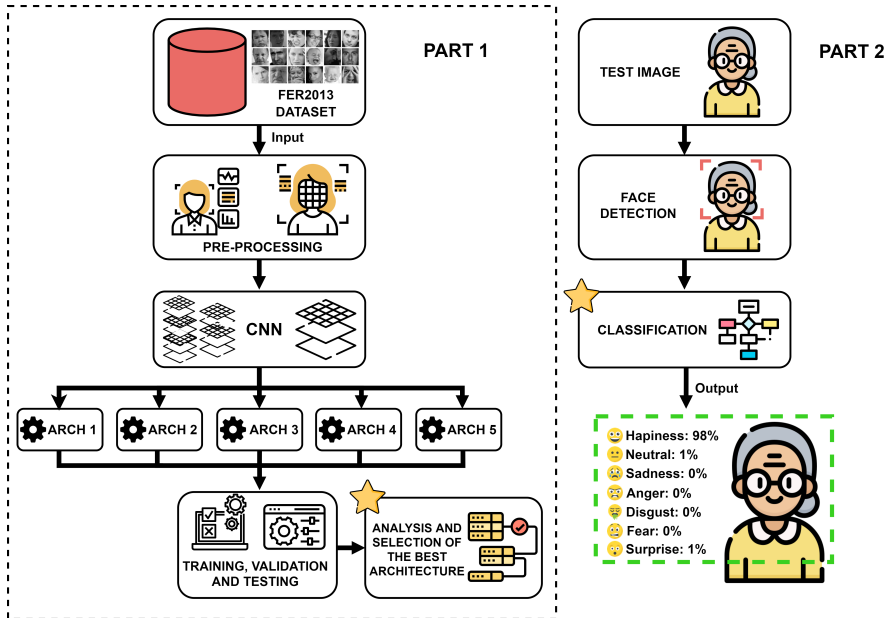 PART 1
FER2013
DATASET
Input
PRE-PROCESSING
CNN
ARCH 1
ARCH 2
ARCH 3
ARCH 4
ARCH 5
TRAINING, VALIDATION
AND TESTING
ANALYSIS AND
SELECTION OF
THE BEST
ARCHITECTURE
PART 2
TEST IMAGE
FACE
DETECTION
CLASSIFICATION
Output
Hapiness: 98%
Neutral: 1%
Sadness: 0%
Anger: 0%
Disgust: 0%
Fear: 0%
Surprise: 1%